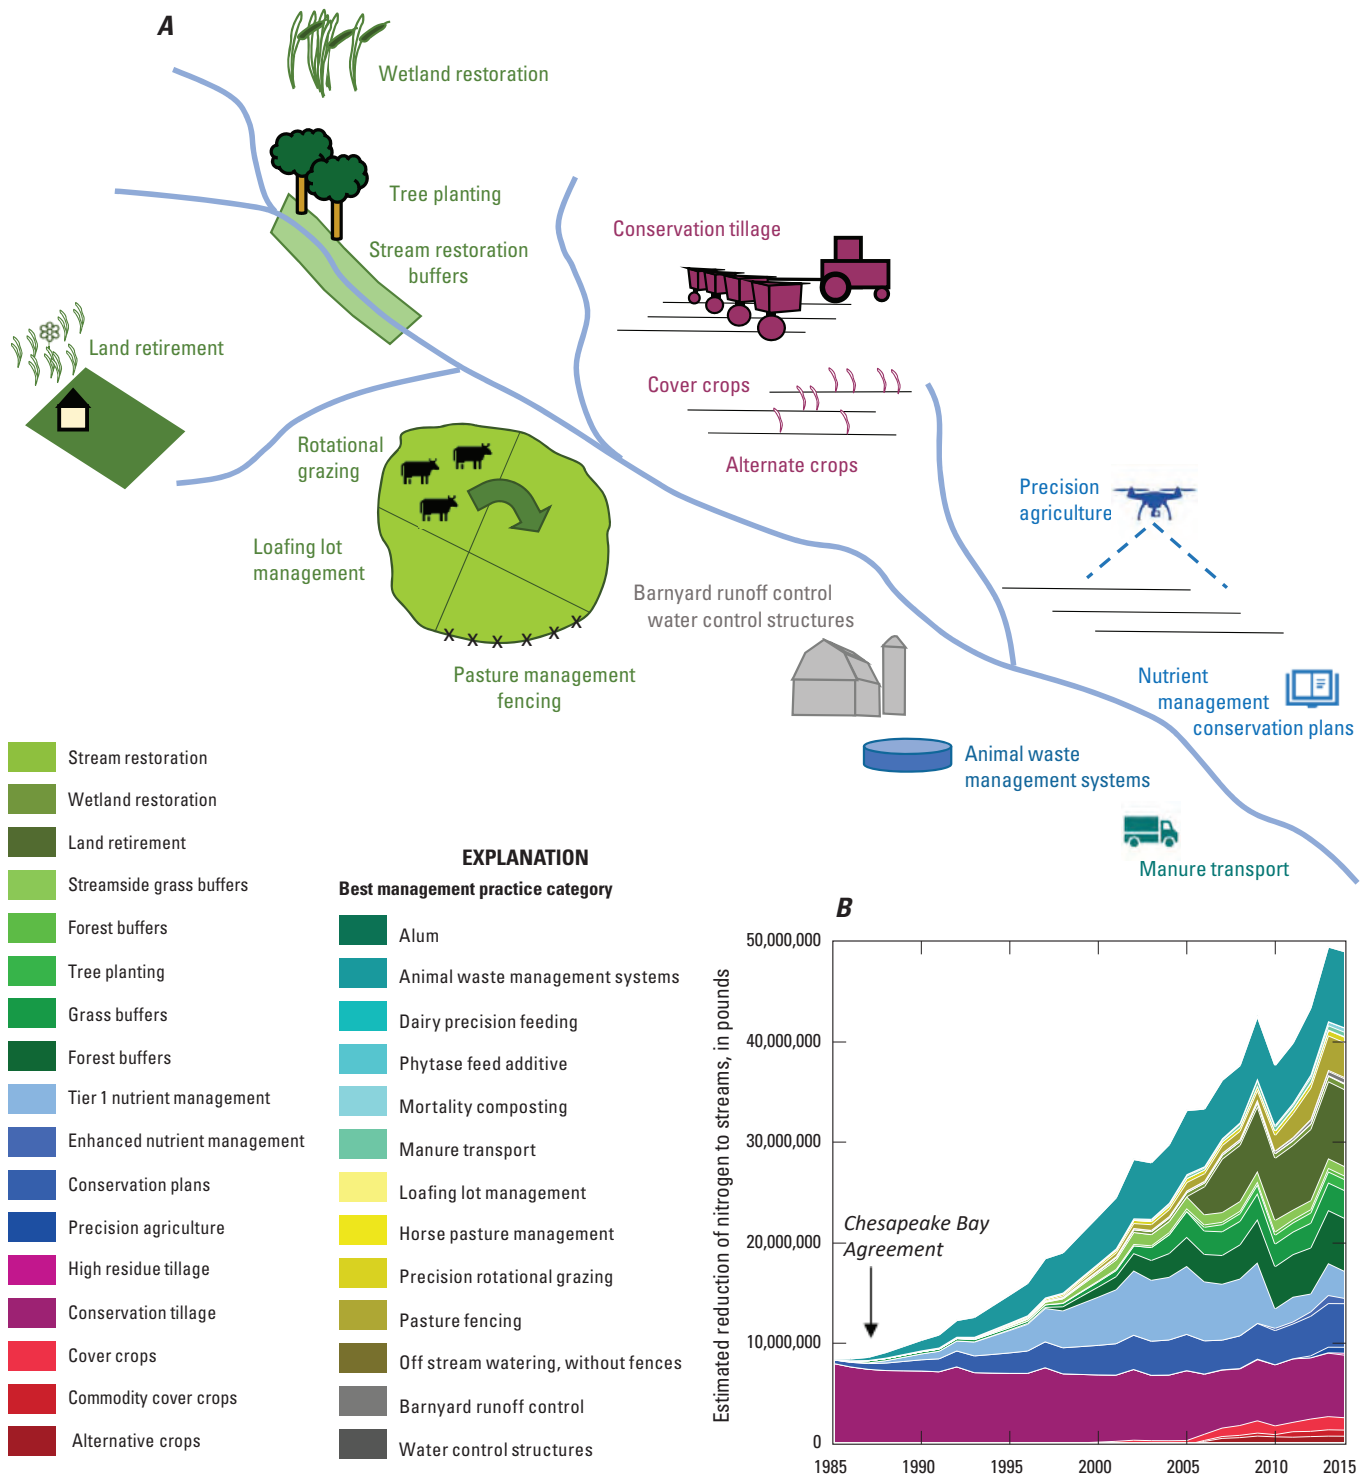 A
Wetland restoration
Tree planting
Stream restoration
buffers
Conservation tillage
Land retirement
Cover crops
Alternate crops
Rotational
grazing
Precision
agriculture
Loafing lot
management
Barnyard runoff control
water control structures
X X X X X X
Pasture management
fencing
Nutrient
management
conservation plans
Animal waste
management systems
Manure transport
Stream restoration
Wetland restoration
Land retirement
Streamside grass buffers
Forest buffers
Tree planting
Grass buffers
Forest buffers
Tier 1 nutrient management
Enhanced nutrient management
Conservation plans
Precision agriculture
High residue tillage
Conservation tillage
Cover crops
Commodity cover crops
Alternative crops
EXPLANATION
Best management practice category
Alum
Animal waste management systems
Dairy precision feeding
Phytase feed additive
Mortality composting
Manure transport
Loafing lot management
Horse pasture management
Precision rotational grazing
Pasture fencing
Off stream watering, without fences
Barnyard runoff control
Water control structures
B
Estimated reduction of nitrogen to streams, in pounds
50,000,000
40,000,000
30,000,000
20,000,000
10,000,000
0
Chesapeake Bay
Agreement
1985 1990 1995 2000 2005 2010 2015